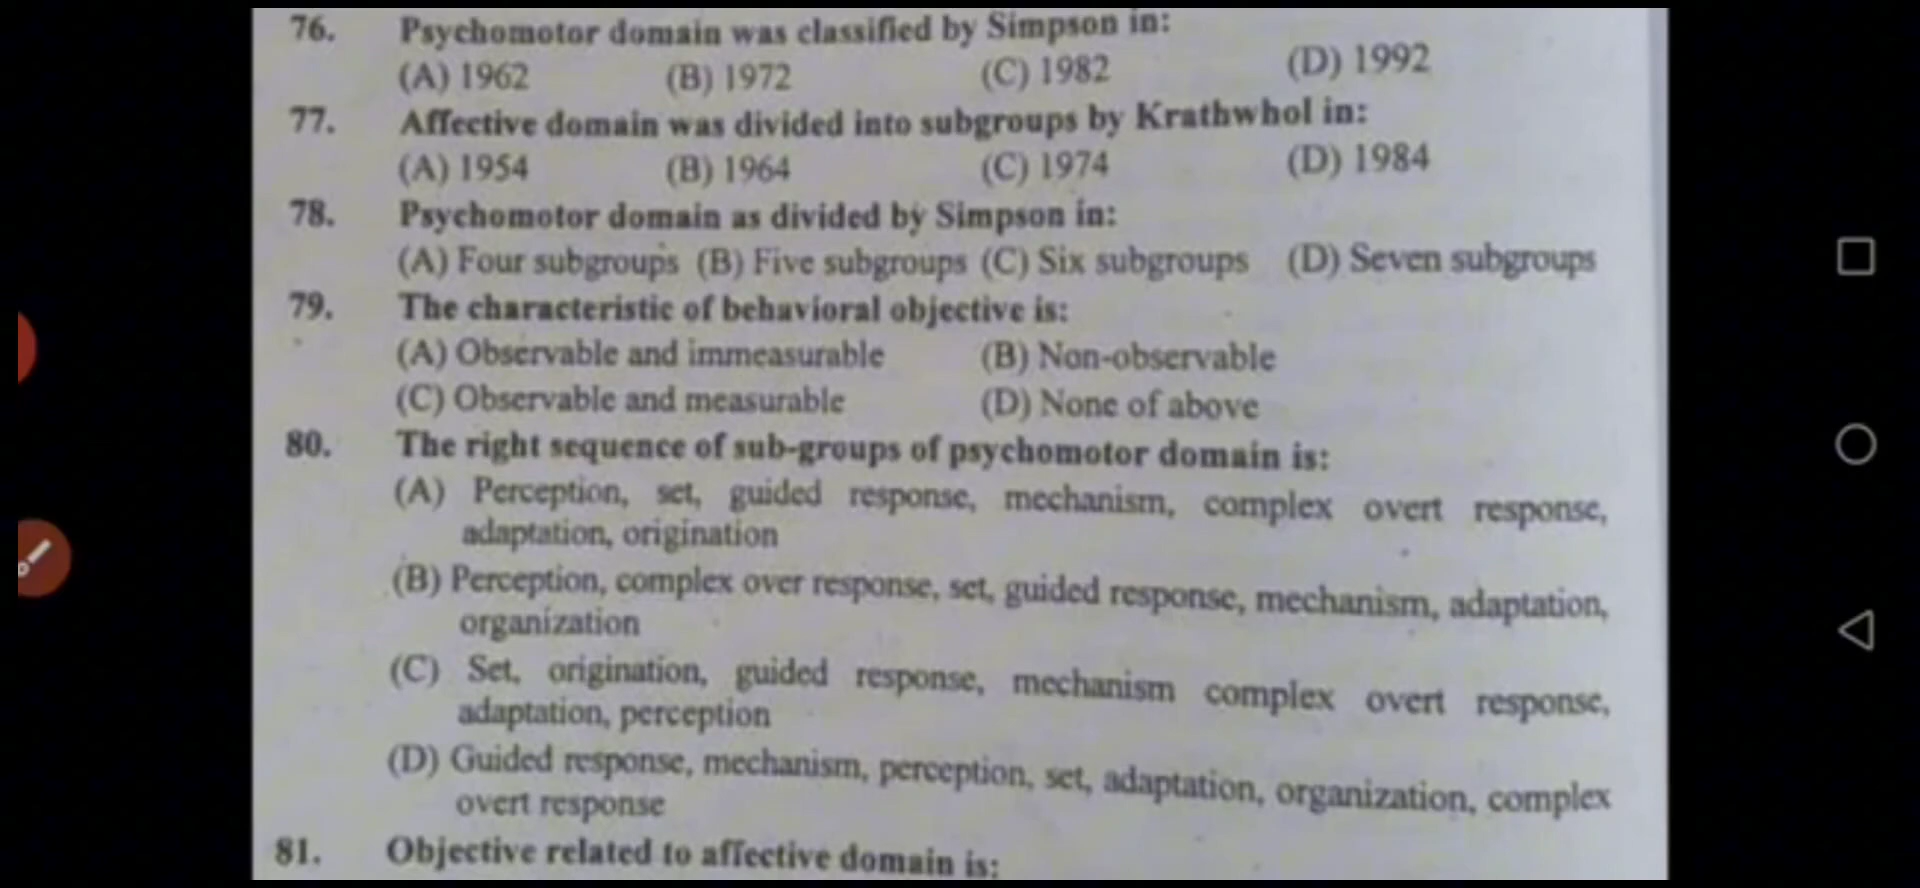 76. Psychomotor domain was classified by Simpson in:
(A) 1962 (B) 1972 (C) 1982 (D) 1992
77. Affective domain was divided into subgroups by Krathwhol in:
(A) 1954 (B) 1964 (C) 1974 (D) 1984
78. Psychomotor domain as divided by Simpson in:
(A) Four subgroups (B) Five subgroups (C) Six subgroups (D) Seven subgroups
79. The characteristic of behavioral objective is:
(A) Observable and immeasurable (B) Non-observable
(C) Observable and measurable (D) None of above
80. The right sequence of sub-groups of psychomotor domain is:
(A) Perception, set, guided response, mechanism, complex overt response,
adaptation, origination
(B) Perception, complex over response, set, guided response, mechanism, adaptation,
organization
(C) Set, origination, guided response, mechanism complex overt response,
adaptation, perception
(D) Guided response, mechanism, perception, set, adaptation, organization, complex
overt response
81. Objective related to affective domain is: